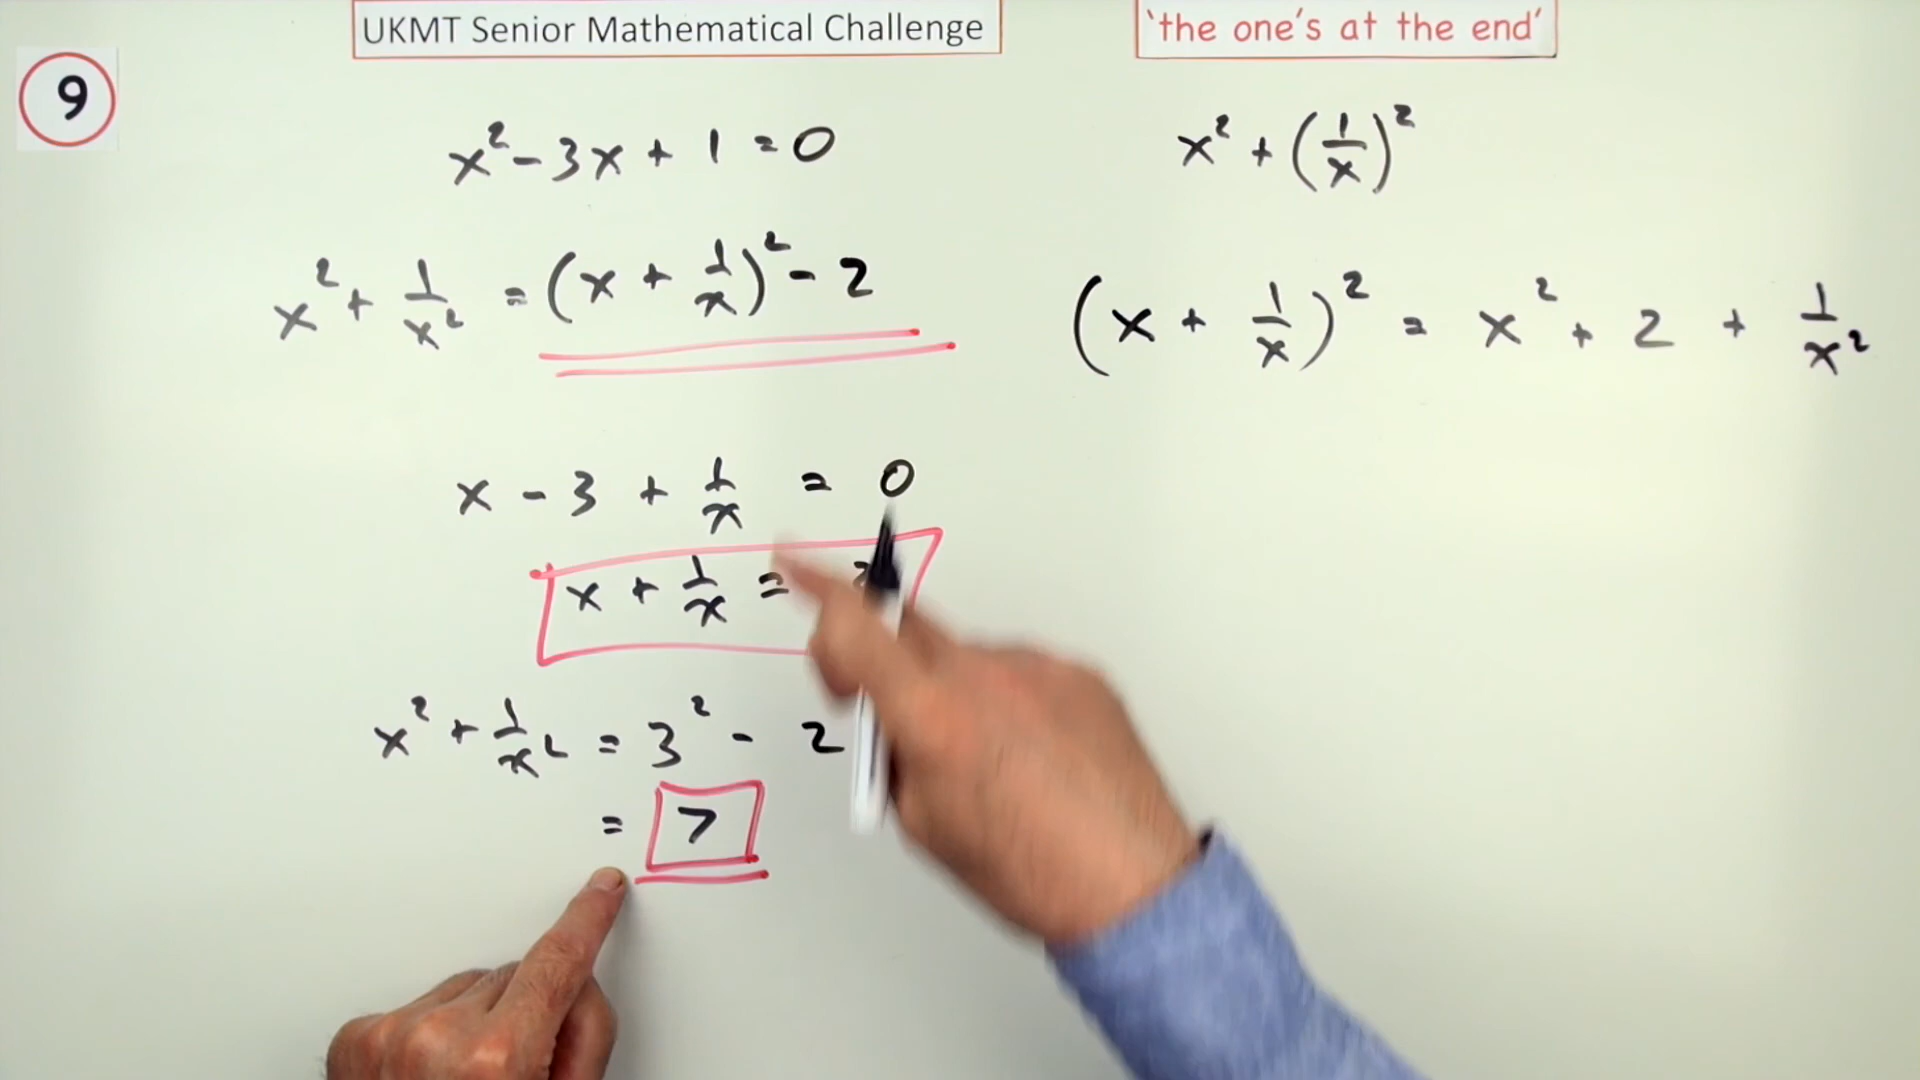 UKMT Senior Mathematical Challenge
'the one's at the end'
9
x² - 3x + 1 = 0
x² + (1/x)²
x² + 1/x² = (x + 1/x)² - 2
(x + 1/x)² = x² + 2 + 1/x²
x - 3 + 1/x = 0
x + 1/x =
x² + 1/x² = 3² - 2
= 7